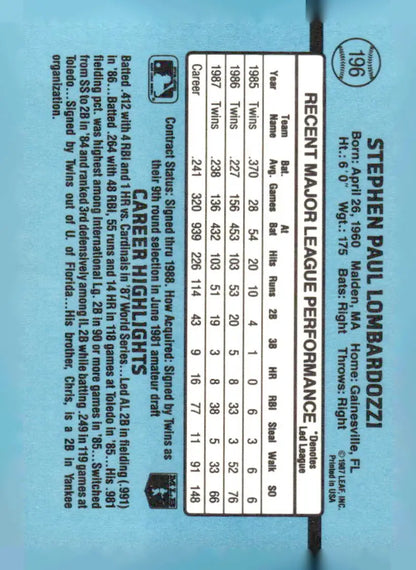 196
STEPHEN PAUL LOMBARDOZZI
Born: April 26, 1960 Malden, MA Home: Gainesville, FL
Ht.: 6'0" Wgt.: 175 Bats: Right Throws: Right
© 1987 LEAF, INC.
Printed in USA
RECENT MAJOR LEAGUE PERFORMANCE *Denotes Led League
Year Team Name Bat. Avg. Games At Bat Hits Runs 2B 3B HR RBI Steal Walk SO
1985 Twins .370 28 54 20 10 4 1 0 6 3 6 6
1986 Twins .227 156 453 103 53 20 5 8 33 3 52 76
1987 Twins .238 136 432 103 51 19 3 8 38 5 33 66
Career .241 320 939 226 114 43 9 16 77 11 91 148
Contract Status: Signed thru 1988. How Acquired: Signed by Twins as
their 9th round selection in June 1981 amateur draft
CAREER HIGHLIGHTS
Batted .412 with 4 RBI and 1 HR vs. Cardinals in '87 World Series...Led AL 2B in fielding (.991)
in '86...Batted .264 with 48 RBI, 55 runs and 14 HR in 118 games at Toledo in '85...His .981
fielding pct. was highest among International Lg. 2B in 90 or more games in '85...Switched
from SS to 2B in '84 and ranked 3rd defensively among IL 2B while batting .249 in 119 games at
Toledo...Signed by Twins out of U. of Florida...His brother, Chris, is a 2B in Yankee
organization.